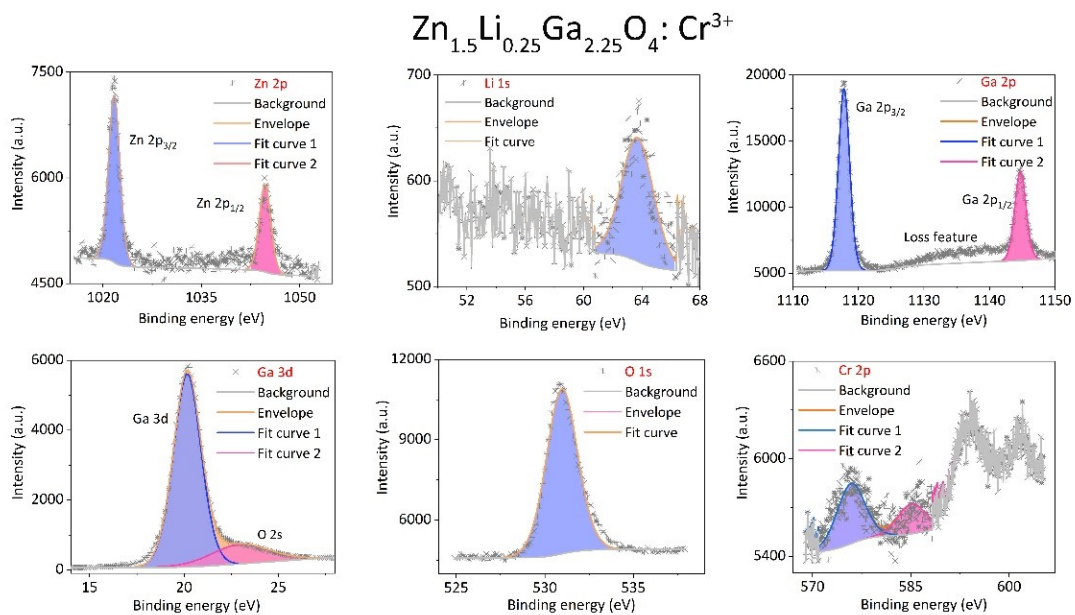 Zn1.5Li0.25Ga2.25O4: Cr3+
7500
6000
4500
1020
1035
1050
Intensity (a.u.)
Binding energy (eV)
Zn 2p3/2
Zn 2p1/2
Zn 2p
Background
Envelope
Fit curve 1
Fit curve 2
700
600
500
52
56
60
64
68
Intensity (a.u.)
Binding energy (eV)
Li 1s
Background
Envelope
Fit curve
20000
15000
10000
5000
1110
1120
1130
1140
1150
Intensity (a.u.)
Binding energy (eV)
Ga 2p3/2
Ga 2p1/2
Loss feature
Ga 2p
Background
Envelope
Fit curve 1
Fit curve 2
6000
4000
2000
0
15
20
25
Intensity (a.u.)
Binding energy (eV)
Ga 3d
O 2s
Ga 3d
Background
Envelope
Fit curve 1
Fit curve 2
12000
9000
6000
525
530
535
Intensity (a.u.)
Binding energy (eV)
O 1s
Background
Envelope
Fit curve
6600
6000
5400
570
585
600
Intensity (a.u.)
Binding energy (eV)
Cr 2p
Background
Envelope
Fit curve 1
Fit curve 2